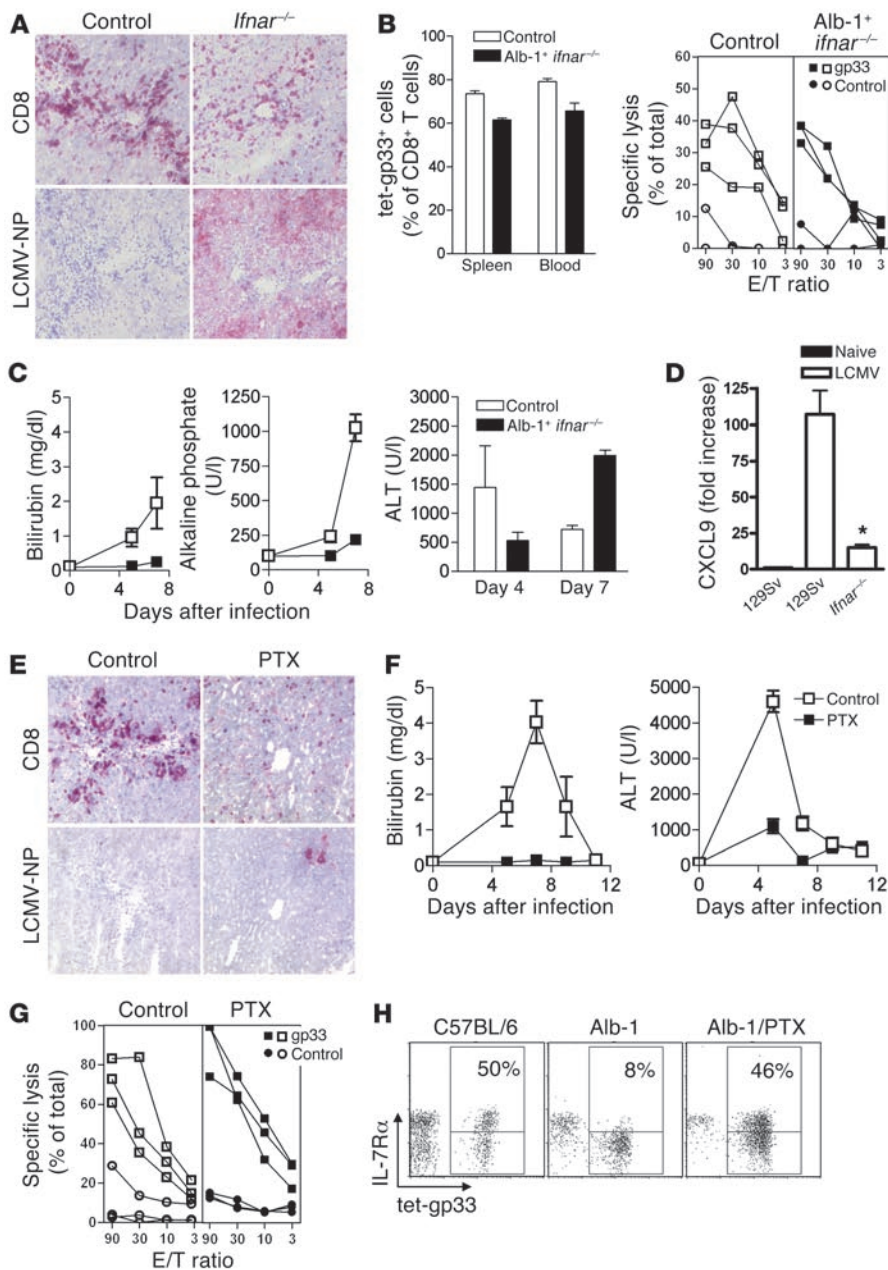 A
Control
Ifnar–/–
CD8
LCMV-NP
B
Control
Alb-1+ ifnar–/–
tet-gp33+ cells
(% of CD8+ T cells)
100
80
60
40
20
0
Spleen
Blood
Control
Alb-1+
ifnar–/–
gp33
Control
Specific lysis
(% of total)
60
50
40
30
20
10
0
90 30 10 3 90 30 10 3
E/T ratio
C
Bilirubin (mg/dl)
5
4
3
2
1
0
0 4 8
Alkaline phosphate
(U/l)
1250
1000
750
500
250
0
0 4 8
Days after infection
ALT (U/l)
2500
2000
1500
1000
500
0
Control
Alb-1+ ifnar–/–
Day 4
Day 7
D
Naive
LCMV
CXCL9 (fold increase)
125
100
75
50
25
0
*
129Sv
129Sv
Ifnar–/–
E
Control
PTX
CD8
LCMV-NP
F
Bilirubin (mg/dl)
5
4
3
2
1
0
0 4 8 12
Days after infection
ALT (U/l)
5000
4000
3000
2000
1000
0
Control
PTX
0 4 8 12
Days after infection
G
Control
PTX
gp33
Control
Specific lysis
(% of total)
100
80
60
40
20
0
90 30 10 3 90 30 10 3
E/T ratio
H
C57BL/6
Alb-1
Alb-1/PTX
50%
8%
46%
IL-7Rα
tet-gp33